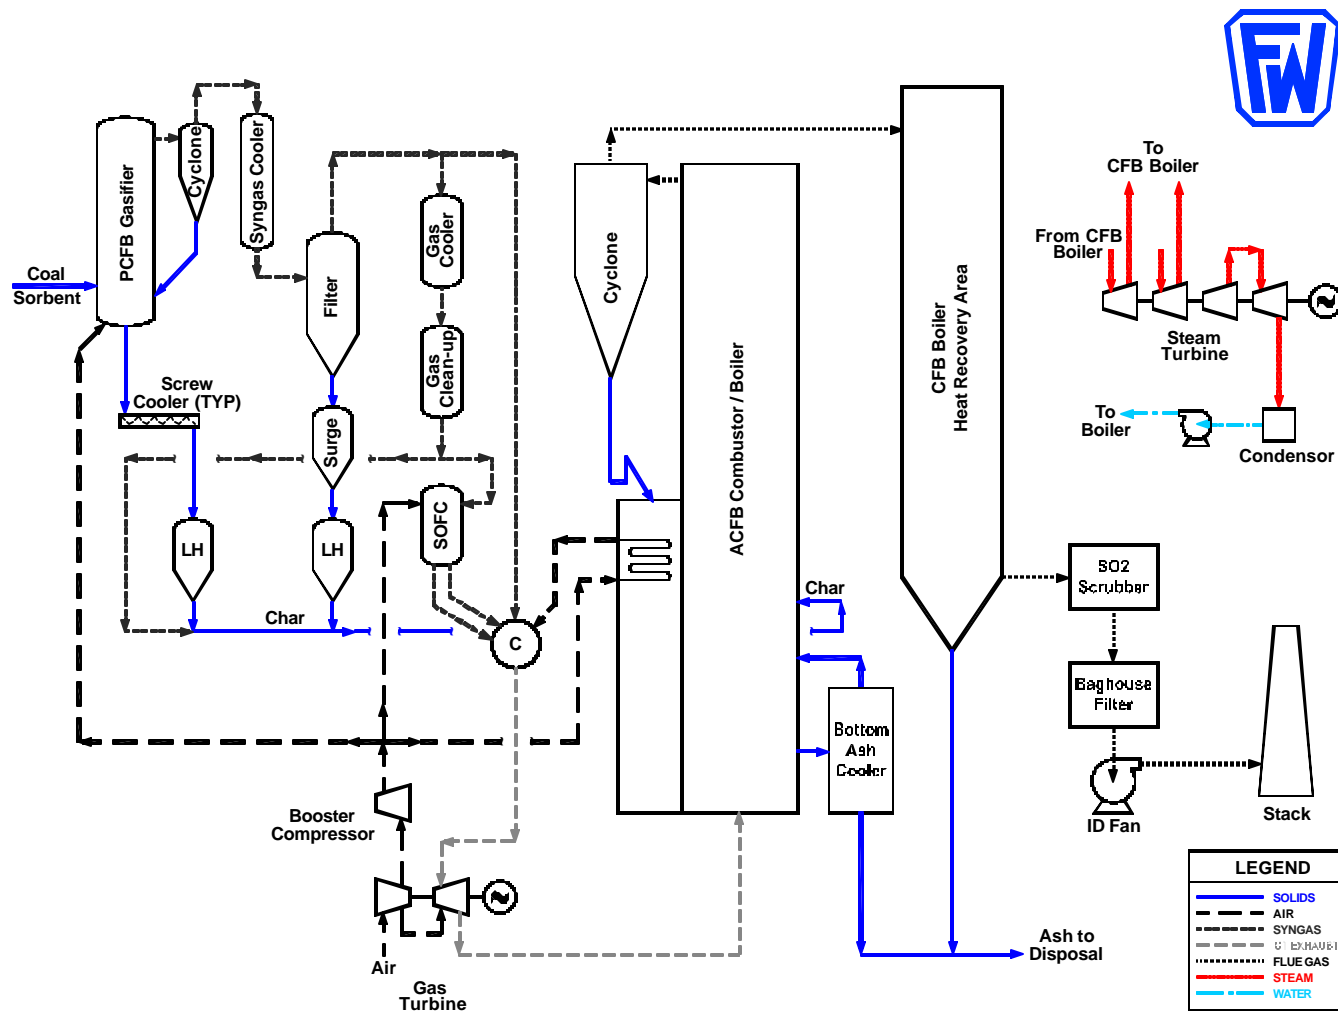 FW
To
CFB Boiler
From CFB
Boiler
Steam
Turbine
To
Boiler
Condensor
Coal
Sorbent
PCFB Gasifier
Cyclone
Syngas Cooler
Filter
Gas
Cooler
Gas
Clean-up
Screw
Cooler (TYP)
Surge
SOFC
LH
LH
Char
C
Cyclone
ACFB Combustor / Boiler
CFB Boiler
Heat Recovery Area
Char
Bottom
Ash
Cooler
SO2
Scrubber
Baghouse
Filter
ID Fan
Stack
Booster
Compressor
Air
Gas
Turbine
Ash to
Disposal
LEGEND
SOLIDS
AIR
SYNGAS
GT EXHAUST
FLUE GAS
STEAM
WATER